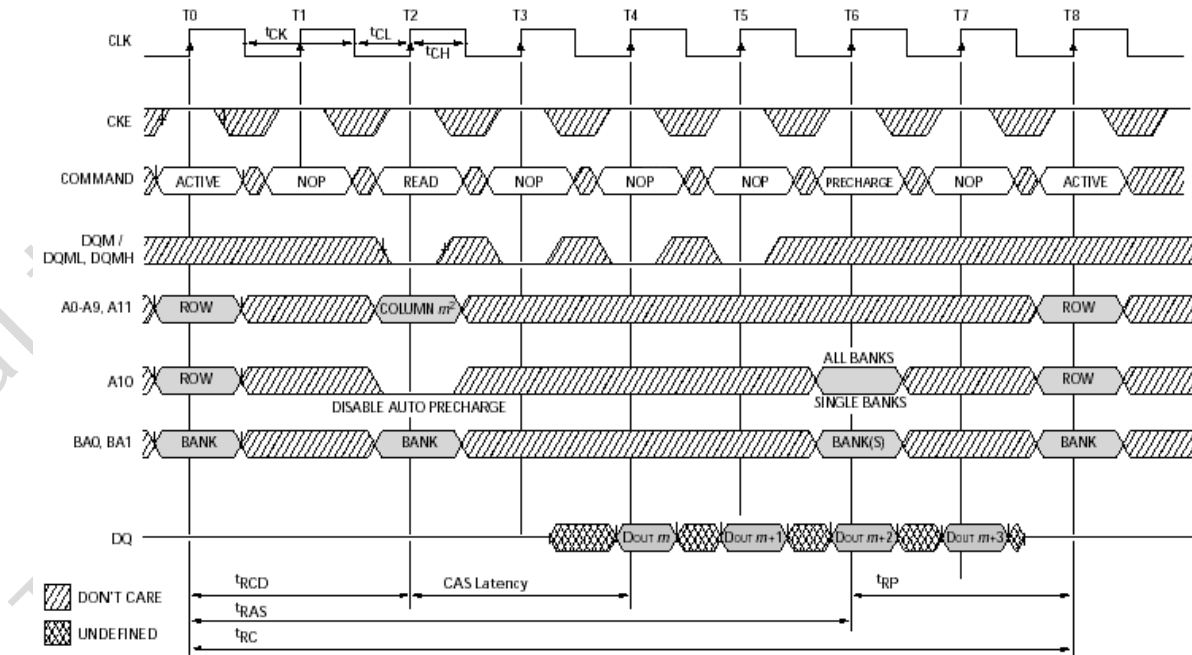 T0 T1 T2 T3 T4 T5 T6 T7 T8
CLK tCK tCL tCH
CKE
COMMAND ACTIVE NOP READ NOP NOP NOP PRECHARGE NOP ACTIVE
DQM /
DQML, DQMH
A0-A9, A11 ROW COLUMN m² ROW
ALL BANKS
A10 ROW ROW
DISABLE AUTO PRECHARGE SINGLE BANKS
BA0, BA1 BANK BANK BANK(S) BANK
DQ DOUT m DOUT m+1 DOUT m+2 DOUT m+3
tRCD CAS Latency tRP
DON'T CARE
tRAS
UNDEFINED
tRC